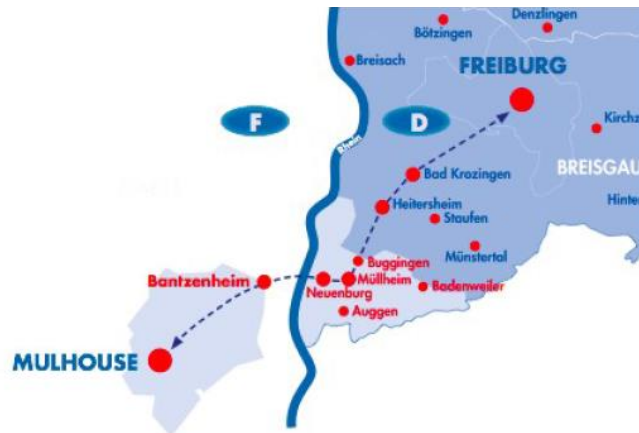 Denzlingen
Bötzingen
Breisach
FREIBURG
F
D
Kirchz
Rhein
Bad Krozingen
BREISGAU
Heitersheim
Hinter
Staufen
Münstertal
Buggingen
Bantzenheim
Müllheim
Neuenburg
Badenweiler
Auggen
MULHOUSE